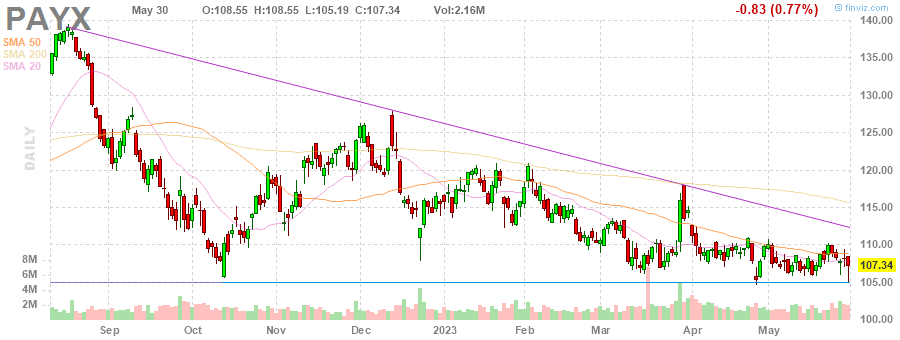 PAYX May 30 O:108.55 H:108.55 L:105.19 C:107.34 Vol:2.16M -0.83 (0.77%) © finviz.com
SMA 50
SMA 200
SMA 20
DAILY
140.00
135.00
130.00
125.00
120.00
115.00
110.00
107.34
105.00
100.00
8M
6M
4M
2M
Sep Oct Nov Dec 2023 Feb Mar Apr May